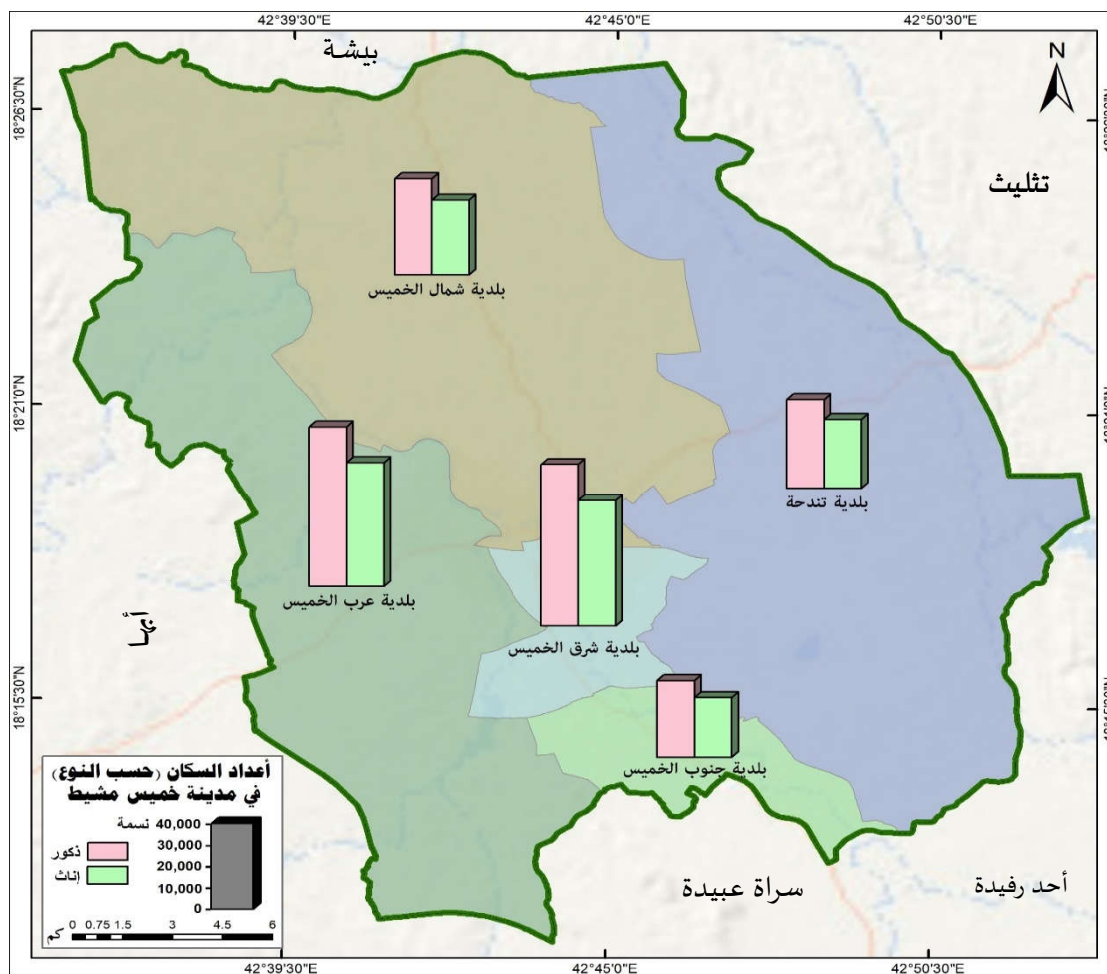 42°39'30"E
42°45'0"E
42°50'30"E
بيشة
N
18°26'30"N
تثليث
بلدية شمال الخميس
18°21'0"N
بلدية تندحة
بلدية عرب الخميس
أبها
بلدية شرق الخميس
18°15'30"N
بلدية جنوب الخميس
أعداد السكان (حسب النوع)
في مدينة خميس مشيط
نسمة
40,000
30,000
20,000
10,000
0
ذكور
إناث
0 0.75 1.5 3 4.5 6
كم
سراة عبيدة
أحد رفيدة
42°39'30"E
42°45'0"E
42°50'30"E